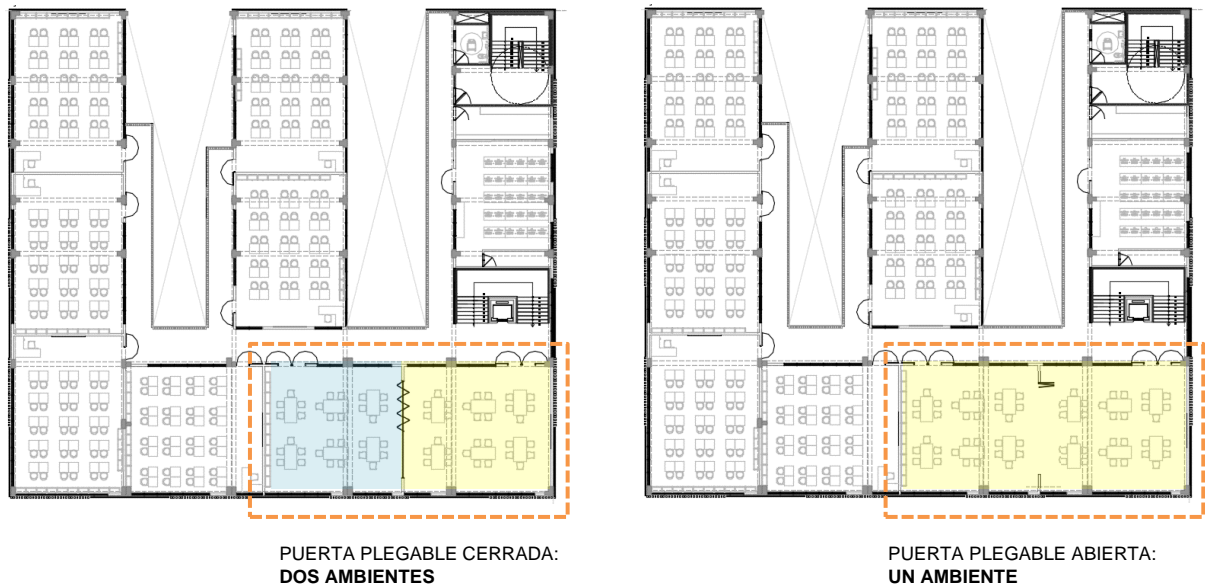 PUERTA PLEGABLE CERRADA:
DOS AMBIENTES
PUERTA PLEGABLE ABIERTA:
UN AMBIENTE